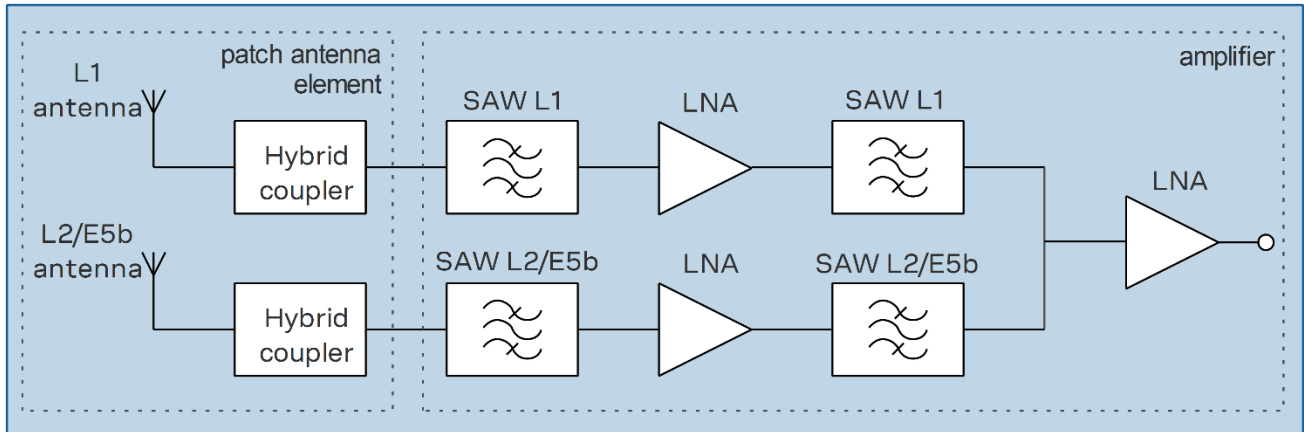 patch antenna
element
amplifier
L1
antenna
SAW L1
LNA
SAW L1
Hybrid
coupler
LNA
L2/E5b
antenna
SAW L2/E5b
LNA
SAW L2/E5b
Hybrid
coupler